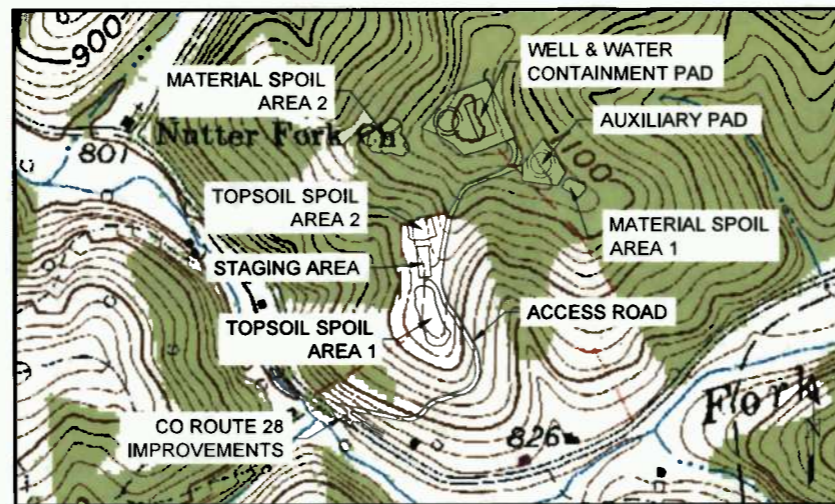 900
WELL & WATER
CONTAINMENT PAD
MATERIAL SPOIL
AREA 2
AUXILIARY PAD
801
Nutter Fork Ch
100
TOPSOIL SPOIL
AREA 2
MATERIAL SPOIL
AREA 1
STAGING AREA
TOPSOIL SPOIL
AREA 1
ACCESS ROAD
Fork
CO ROUTE 28
IMPROVEMENTS
826